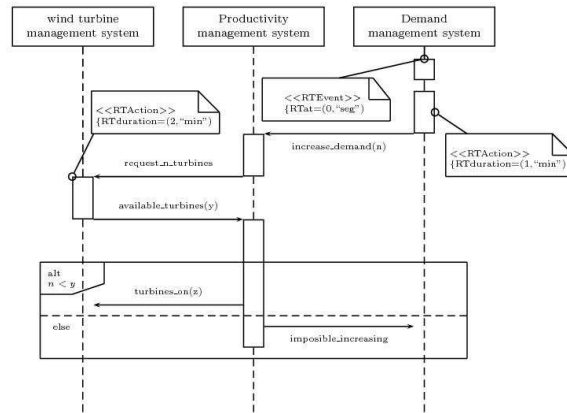 wind turbine
management system
Productivity
management system
Demand
management system
<<RTEvent>>
{RTat=(0,“seg”)
<<RTAction>>
{RTduration=(2,“min”)
increase_demand(n)
<<RTAction>>
{RTduration=(1,“min”)
request_n_turbines
available_turbines(y)
alt
n < y
turbines_on(z)
else
imposible_increasing